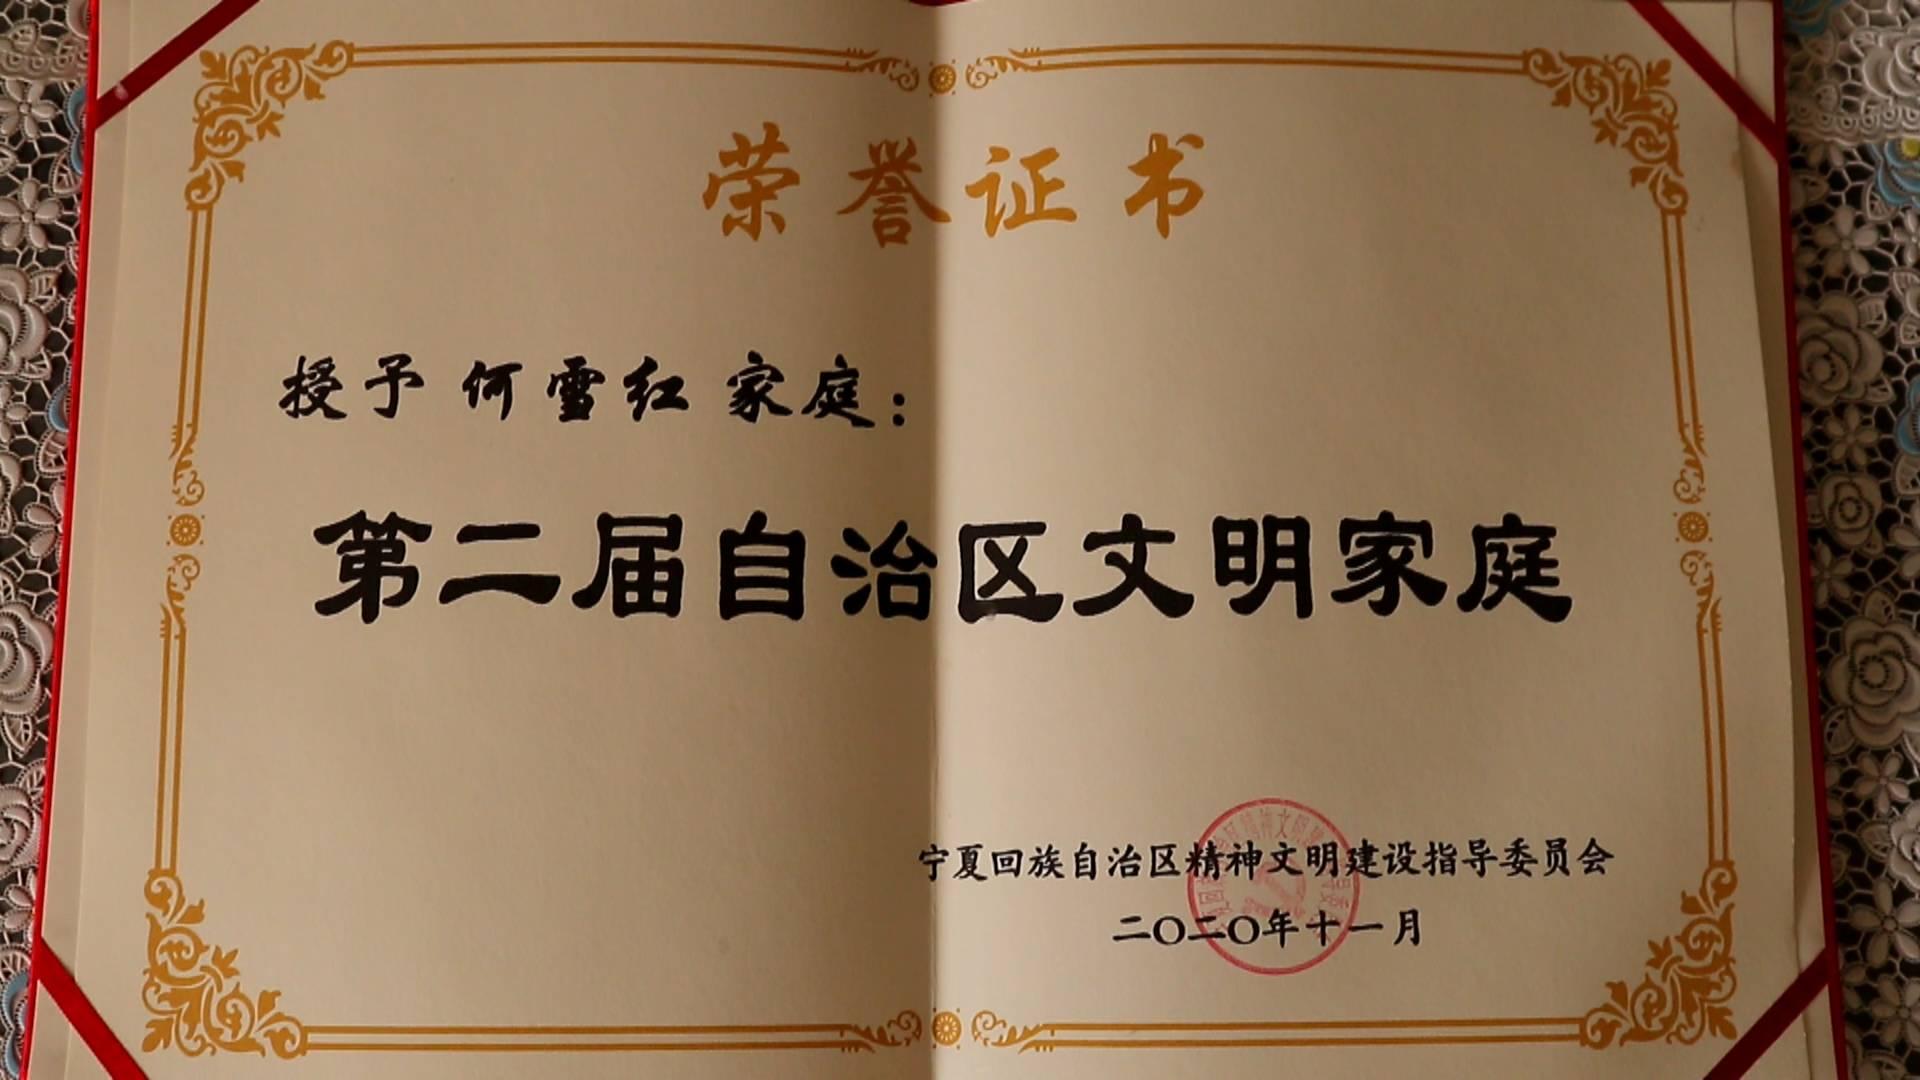 荣誉证书
授予 何雪红 家庭：
第二届自治区文明家庭
宁夏回族自治区精神文明建设指导委员会
二〇二〇年十一月